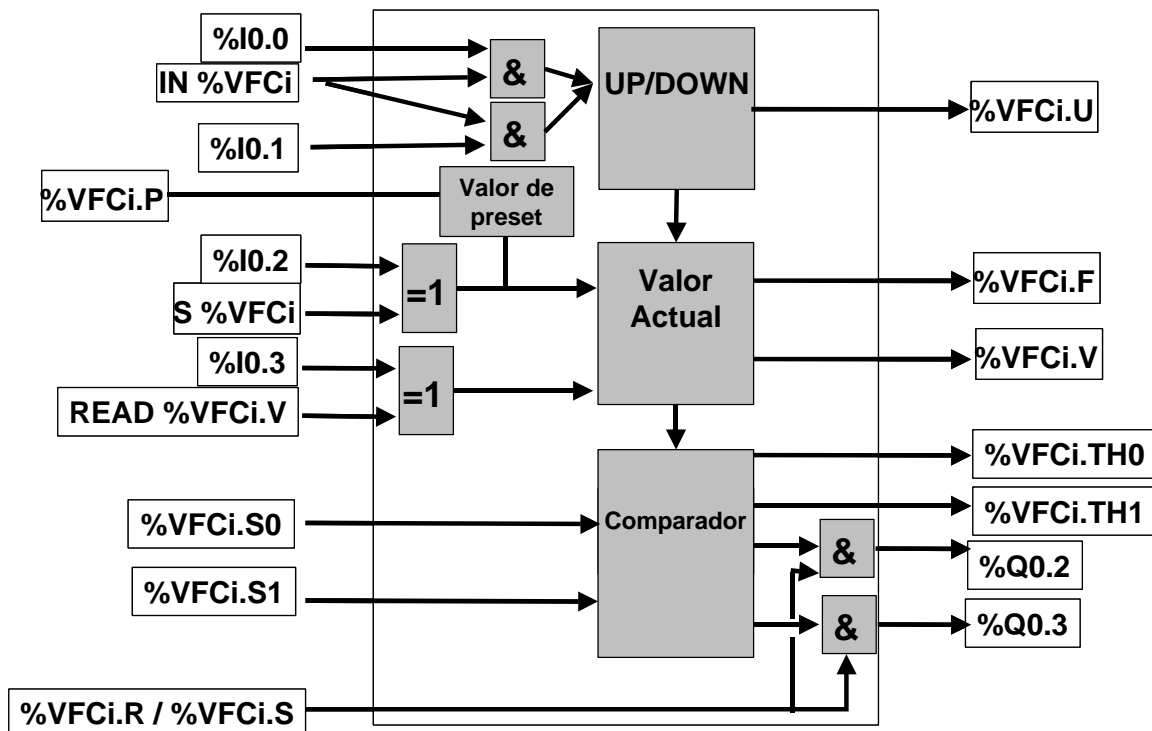 %I0.0
IN %VFCi
%I0.1
&
&
UP/DOWN
%VFCi.U
%VFCi.P
Valor de
preset
%I0.2
S %VFCi
=1
Valor
Actual
%VFCi.F
%VFCi.V
%I0.3
READ %VFCi.V
=1
%VFCi.S0
%VFCi.S1
Comparador
%VFCi.TH0
%VFCi.TH1
&
%Q0.2
&
%Q0.3
%VFCi.R / %VFCi.S